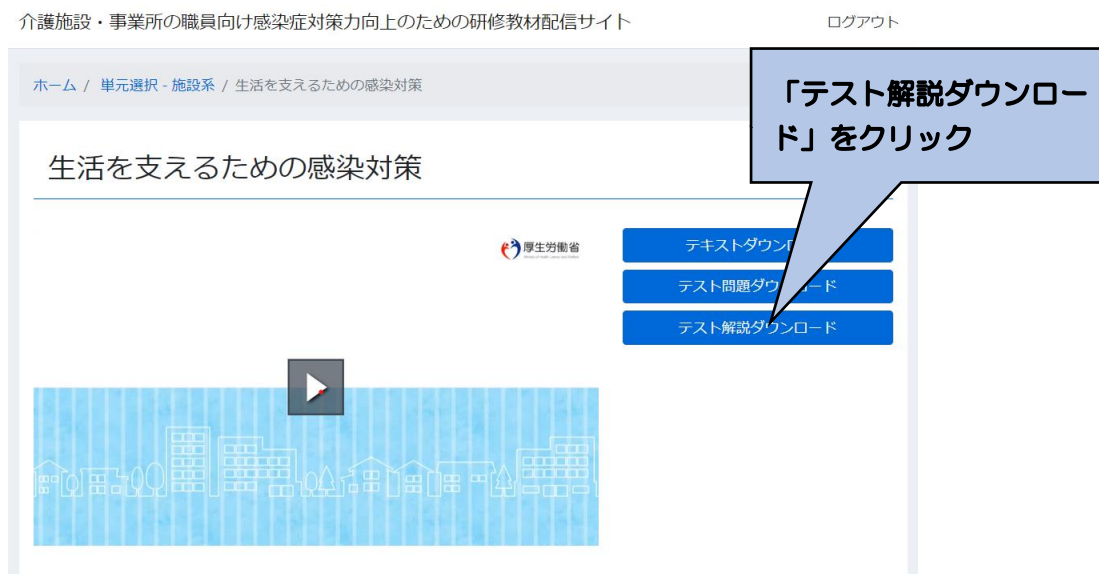 介護施設・事業所の職員向け感染症対策力向上のための研修教材配信サイト
ログアウト
ホーム / 単元選択 - 施設系 / 生活を支えるための感染対策
「テスト解説ダウンロー
ド」をクリック
生活を支えるための感染対策
厚生労働省
テキストダウンロ
テスト問題ダウ ロード
テスト解説ダウンロード